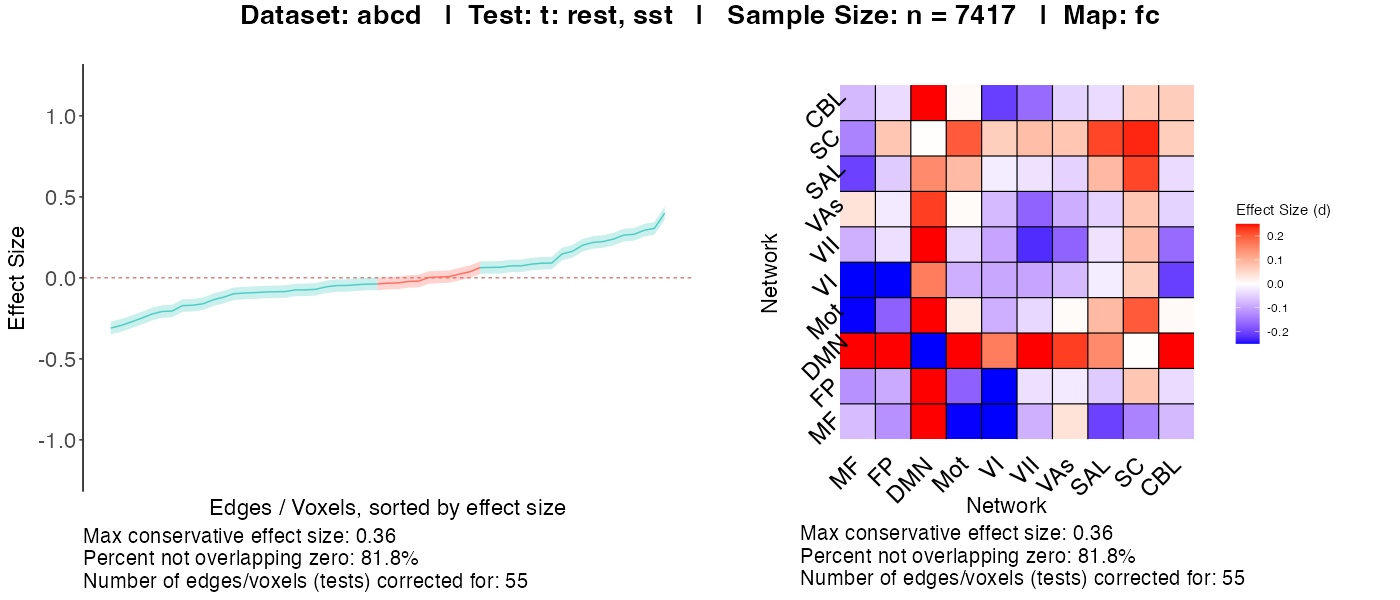 Dataset: abcd | Test: t: rest, sst | Sample Size: n = 7417 | Map: fc
Effect Size
1.0
0.5
0.0
-0.5
-1.0
Edges / Voxels, sorted by effect size
Max conservative effect size: 0.36
Percent not overlapping zero: 81.8%
Number of edges/voxels (tests) corrected for: 55
Network
CBL
SC
SAL
VAs
VII
VI
Mot
DMN
FP
MF
MF FP DMN Mot VI VII VAs SAL SC CBL
Network
Max conservative effect size: 0.36
Percent not overlapping zero: 81.8%
Number of edges/voxels (tests) corrected for: 55
Effect Size (d)
0.2
0.1
0.0
-0.1
-0.2